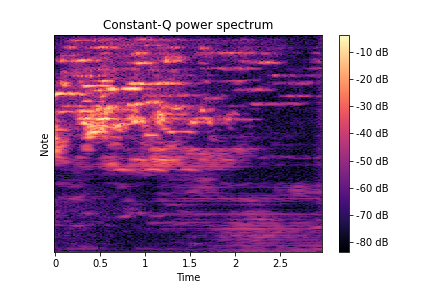 Constant-Q power spectrum
Note
-10 dB
-20 dB
-30 dB
-40 dB
-50 dB
-60 dB
-70 dB
-80 dB
0 0.5 1 1.5 2 2.5
Time